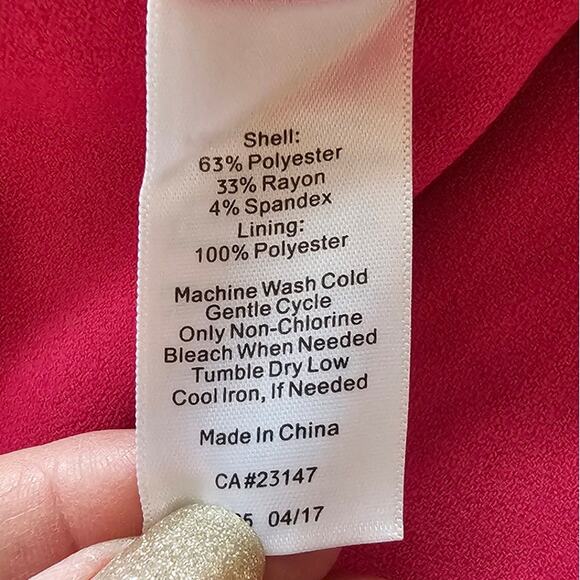 Shell:
63% Polyester
33% Rayon
4% Spandex
Lining:
100% Polyester
Machine Wash Cold
Gentle Cycle
Only Non-Chlorine
Bleach When Needed
Tumble Dry Low
Cool Iron, If Needed
Made In China
CA#23147
04/17